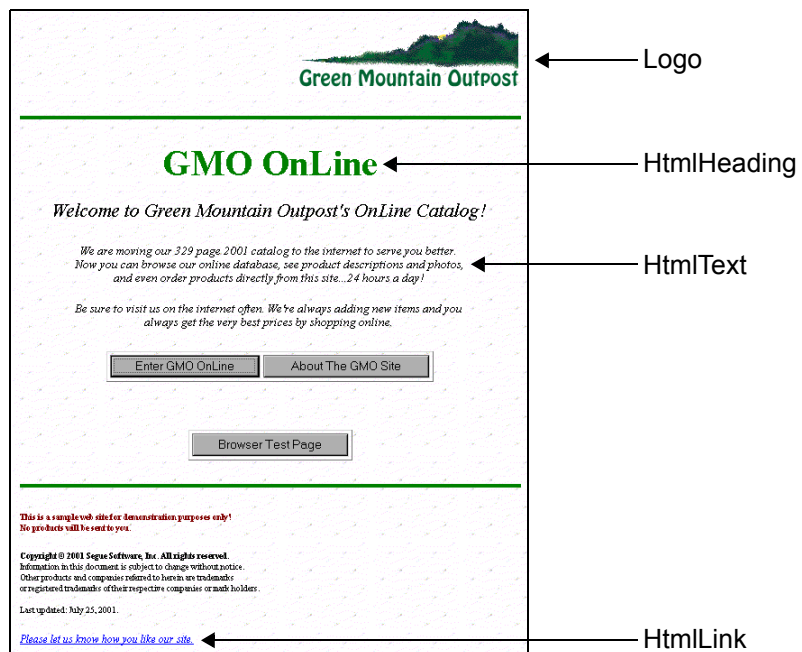 Green Mountain Outpost
Logo
GMO OnLine
HtmlHeading
Welcome to Green Mountain Outpost's OnLine Catalog!
We are moving our 329 page 2001 catalog to the internet to serve you better.
Now you can browse our online database, see product descriptions and photos,
and even order products directly from this site...24 hours a day!
HtmlText
Be sure to visit us on the internet often. We're always adding new items and you
always get the very best prices by shopping online.
Enter GMO OnLine
About The GMO Site
Browser Test Page
This is a sample web site for demonstration purposes only!
No products will be sent to you.
Copyright © 2001 Segue Software, Inc. All rights reserved.
Information in this document is subject to change without notice.
Other products and companies referred to herein are trademarks
or registered trademarks of their respective companies or mark holders.
Last updated: July 25, 2001.
Please let us know how you like our site.
HtmlLink